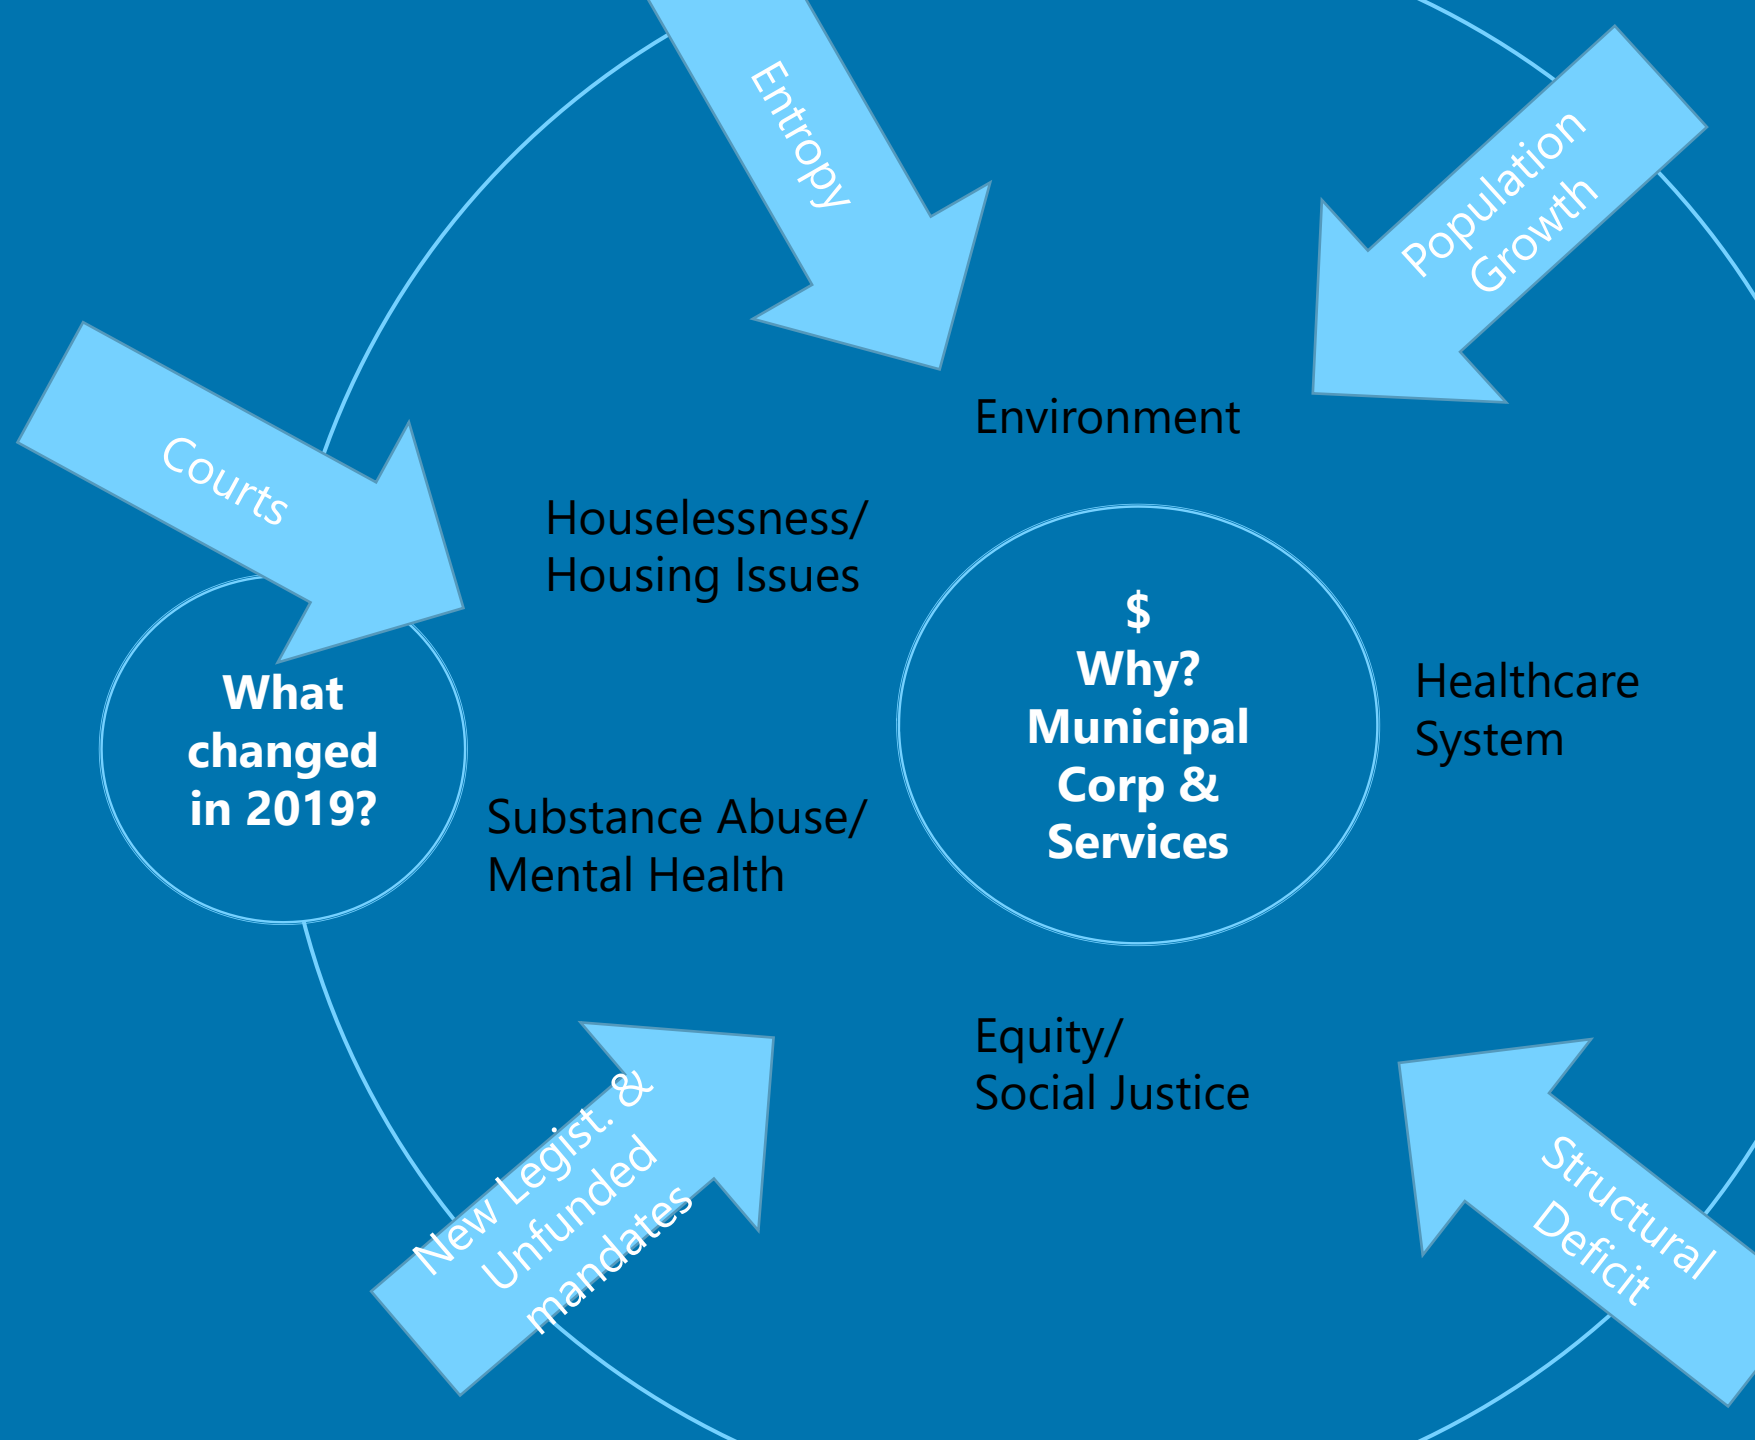 Entropy
Population
Growth
Courts
Environment
Houselessness/
Housing Issues
$
Why?
Municipal
Corp &
Services
Healthcare
System
What
changed
in 2019?
Substance Abuse/
Mental Health
Equity/
Social Justice
New Legist. &
Unfunded
mandates
Structural
Deficit